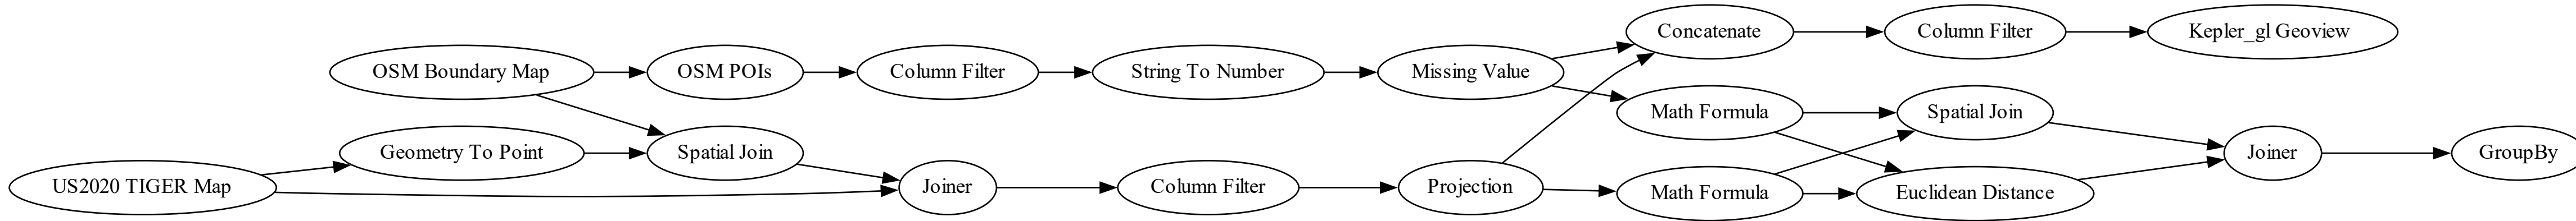 Concatenate
Column Filter
Kepler_gl Geoview
OSM Boundary Map
OSM POIs
Column Filter
String To Number
Missing Value
Math Formula
Spatial Join
Geometry To Point
Spatial Join
Joiner
GroupBy
US2020 TIGER Map
Joiner
Column Filter
Projection
Math Formula
Euclidean Distance